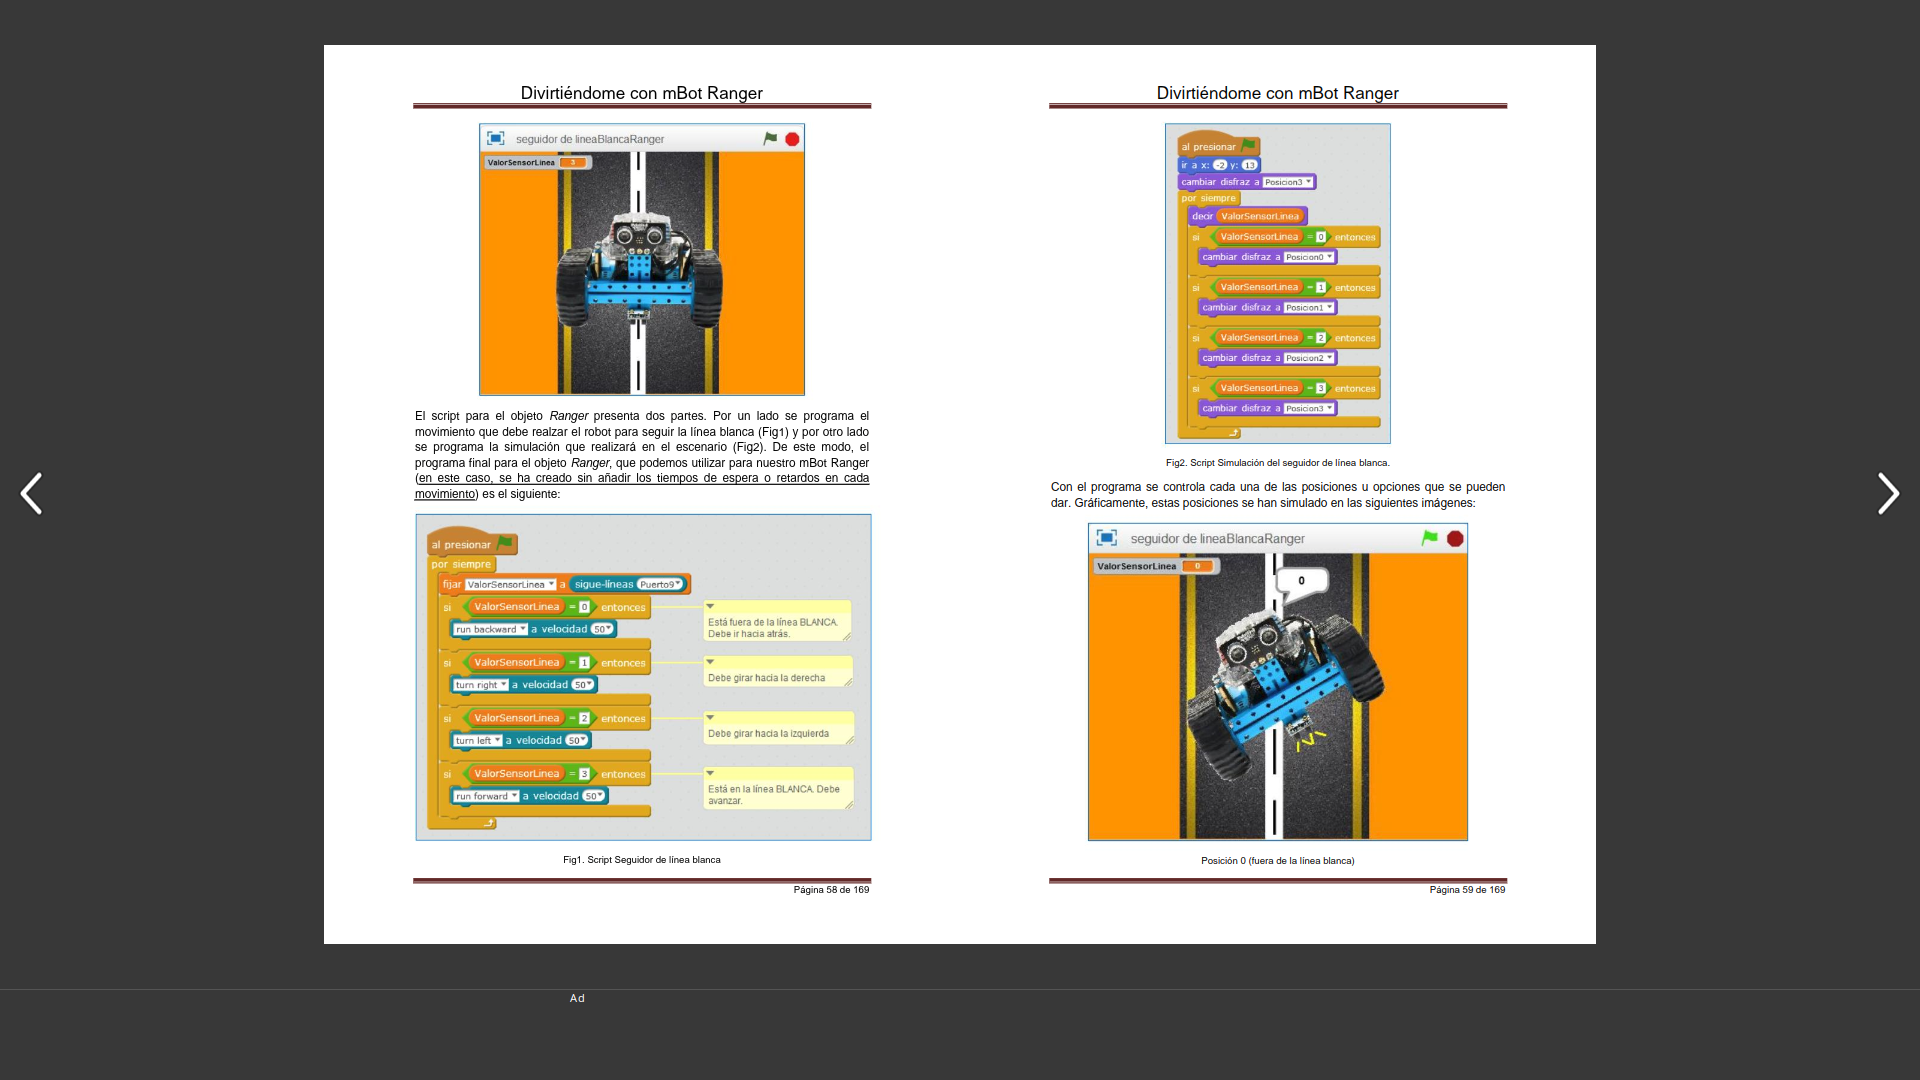 Divirtiéndome con mBot Ranger
seguidor de lineaBlancaRanger
ValorSensorLinea 3
El script para el objeto Ranger presenta dos partes. Por un lado se programa el
movimiento que debe realzar el robot para seguir la línea blanca (Fig1) y por otro lado
se programa la simulación que realizará en el escenario (Fig2). De este modo, el
programa final para el objeto Ranger, que podemos utilizar para nuestro mBot Ranger
(en este caso, se ha creado sin añadir los tiempos de espera o retardos en cada
movimiento) es el siguiente:
al presionar
por siempre
fijar ValorSensorLinea a sigue-líneas Puerto9
si ValorSensorLinea = 0 entonces
Está fuera de la línea BLANCA.
Debe ir hacia atrás.
run backward a velocidad 50
si ValorSensorLinea = 1 entonces
Debe girar hacia la derecha
turn right a velocidad 50
si ValorSensorLinea = 2 entonces
Debe girar hacia la izquierda
turn left a velocidad 50
si ValorSensorLinea = 3 entonces
Está en la línea BLANCA. Debe
avanzar.
run forward a velocidad 50
Fig1. Script Seguidor de línea blanca
Página 58 de 169
Divirtiéndome con mBot Ranger
al presionar
ir a x: -2 y: 13
cambiar disfraz a Posicion3
por siempre
decir ValorSensorLinea
si ValorSensorLinea = 0 entonces
cambiar disfraz a Posicion0
si ValorSensorLinea = 1 entonces
cambiar disfraz a Posicion1
si ValorSensorLinea = 2 entonces
cambiar disfraz a Posicion2
si ValorSensorLinea = 3 entonces
cambiar disfraz a Posicion3
Fig2. Script Simulación del seguidor de línea blanca.
Con el programa se controla cada una de las posiciones u opciones que se pueden
dar. Gráficamente, estas posiciones se han simulado en las siguientes imágenes:
seguidor de lineaBlancaRanger
ValorSensorLinea 0
0
Posición 0 (fuera de la línea blanca)
Página 59 de 169
Ad